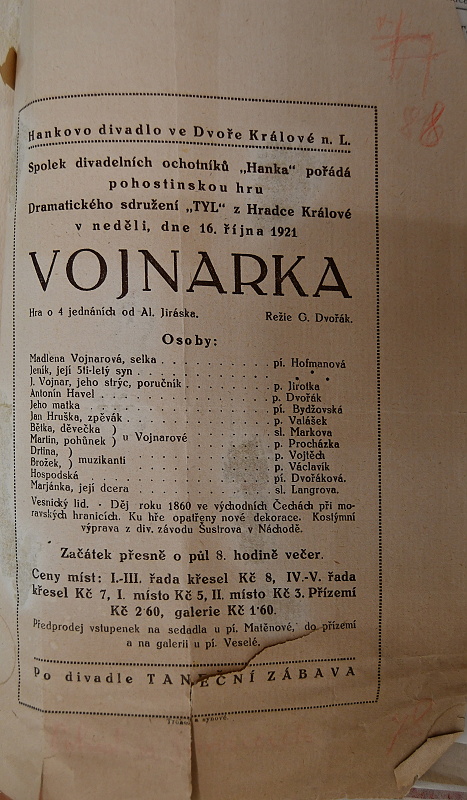 Hankovo divadlo ve Dvoře Králové n. L.
Spolek divadelních ochotníků „Hanka“ pořádá
pohostinskou hru
Dramatického sdružení „TYL“ z Hradce Králové
v neděli, dne 16. října 1921
VOJNARKA
Hra o 4 jednáních od Al. Jiráska. Režie G. Dvořák.
Osoby:
Madlena Vojnarová, selka . . . . . . . . . . . pí. Hofmanová
Jeník, její 5ti-letý syn . . . . . . . . . . . * * *
J. Vojnar, jeho strýc, poručník . . . . . . . . p. Jirotka
Antonín Havel . . . . . . . . . . . p. Dvořák
Jeho matka . . . . . . . . . . . pí. Bydžovská
Jan Hruška, zpěvák . . . . . . . . . . . p. Valášek
Bětka, děvečka ) u Vojnarové . . . . . . . . sl. Markova
Martin, pohůnek ) . . . . . . . . p. Procházka
Drtina, ) muzikanti . . . . . . . . p. Vojtěch
Brožek, ) . . . . . . . . p. Václavík
Hospodská . . . . . . . . . . . pí. Dvořáková.
Marjánka, její dcera . . . . . . . . . . . sl. Langrova.
Vesnický lid. - Děj roku 1860 ve východních Čechách při mo-
ravských hranicích. Ku hře opatřeny nové dekorace. Kostýmní
výprava z div. závodu Šustrova v Náchodě.
Začátek přesně o půl 8. hodině večer.
Ceny míst: I.-III. řada křesel Kč 8, IV.-V. řada
křesel Kč 7, I. místo Kč 5, II. místo Kč 3. Přízemí
Kč 2·60, galerie Kč 1·60.
Předprodej vstupenek na sedadla u pí. Matěnové, do přízemí
a na galerii u pí. Veselé.
Po divadle TANEČNÍ ZÁBAVA
a synové.
88